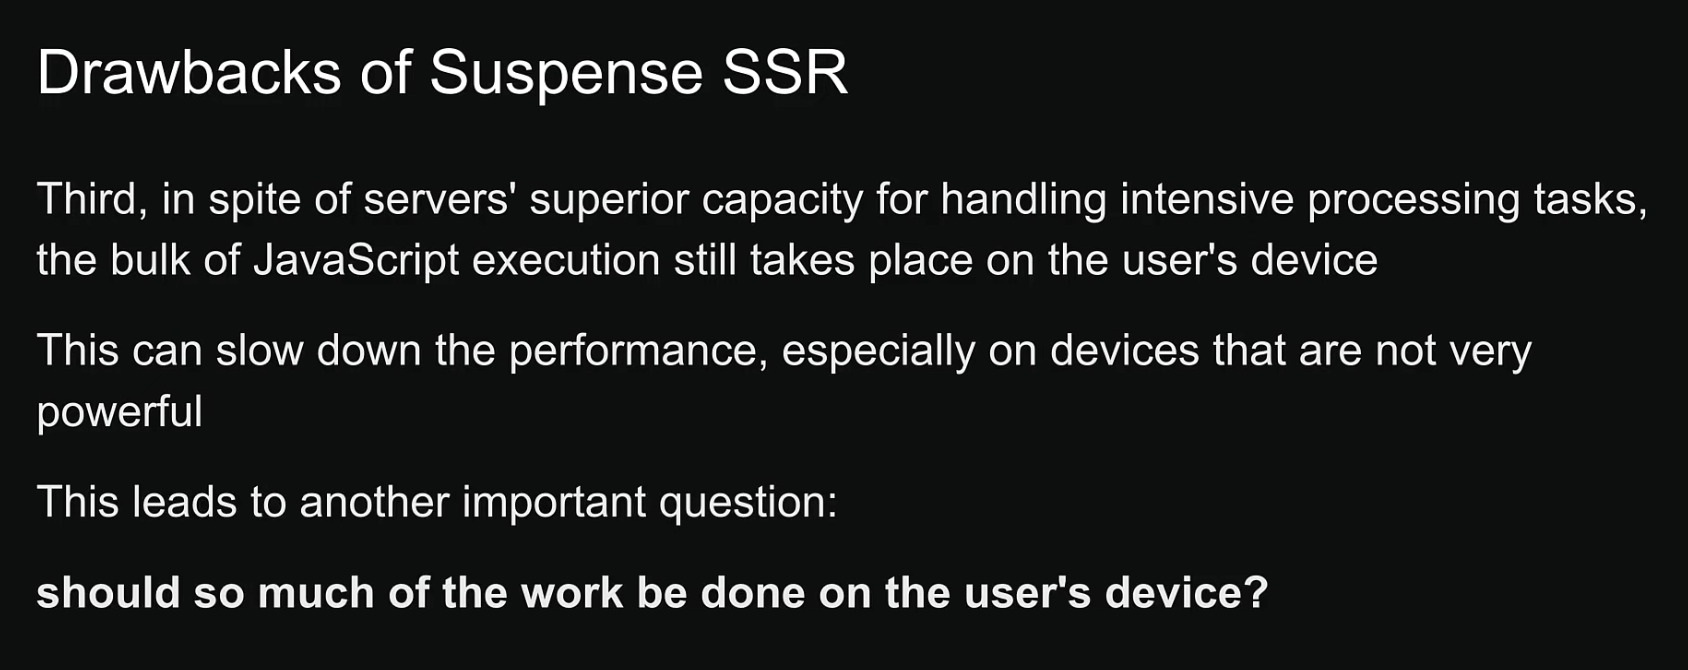 Drawbacks of Suspense SSR
Third, in spite of servers' superior capacity for handling intensive processing tasks,
the bulk of JavaScript execution still takes place on the user's device
This can slow down the performance, especially on devices that are not very
powerful
This leads to another important question:
should so much of the work be done on the user's device?